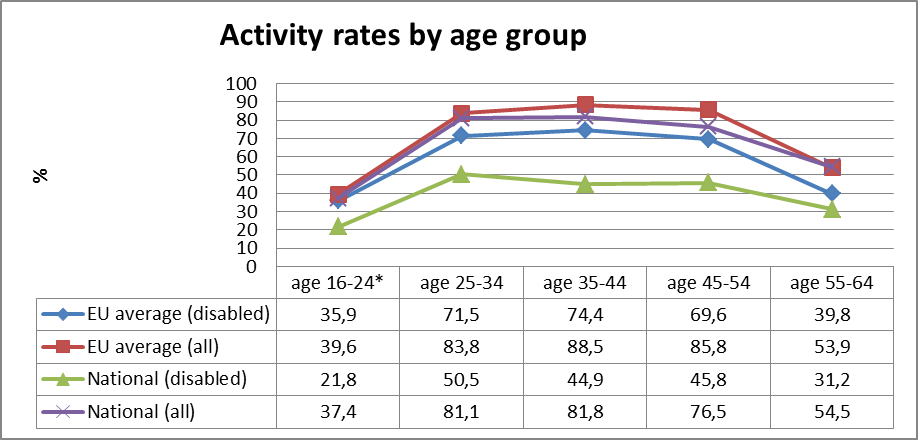 Activity rates by age group
%
100
90
80
70
60
50
40
30
20
10
0
age 16-24* age 25-34 age 35-44 age 45-54 age 55-64
EU average (disabled) 35,9 71,5 74,4 69,6 39,8
EU average (all) 39,6 83,8 88,5 85,8 53,9
National (disabled) 21,8 50,5 44,9 45,8 31,2
National (all) 37,4 81,1 81,8 76,5 54,5